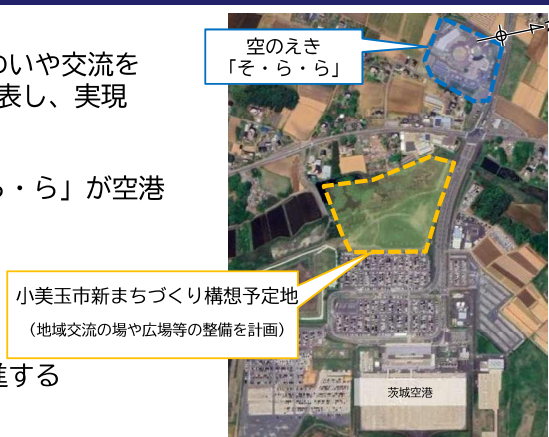 のいや交流を
表し、実現
ら・ら」が空港
進する
空のえき
「そ・ら・ら」
小美玉市新まちづくり構想予定地
（地域交流の場や広場等の整備を計画）
茨城空港